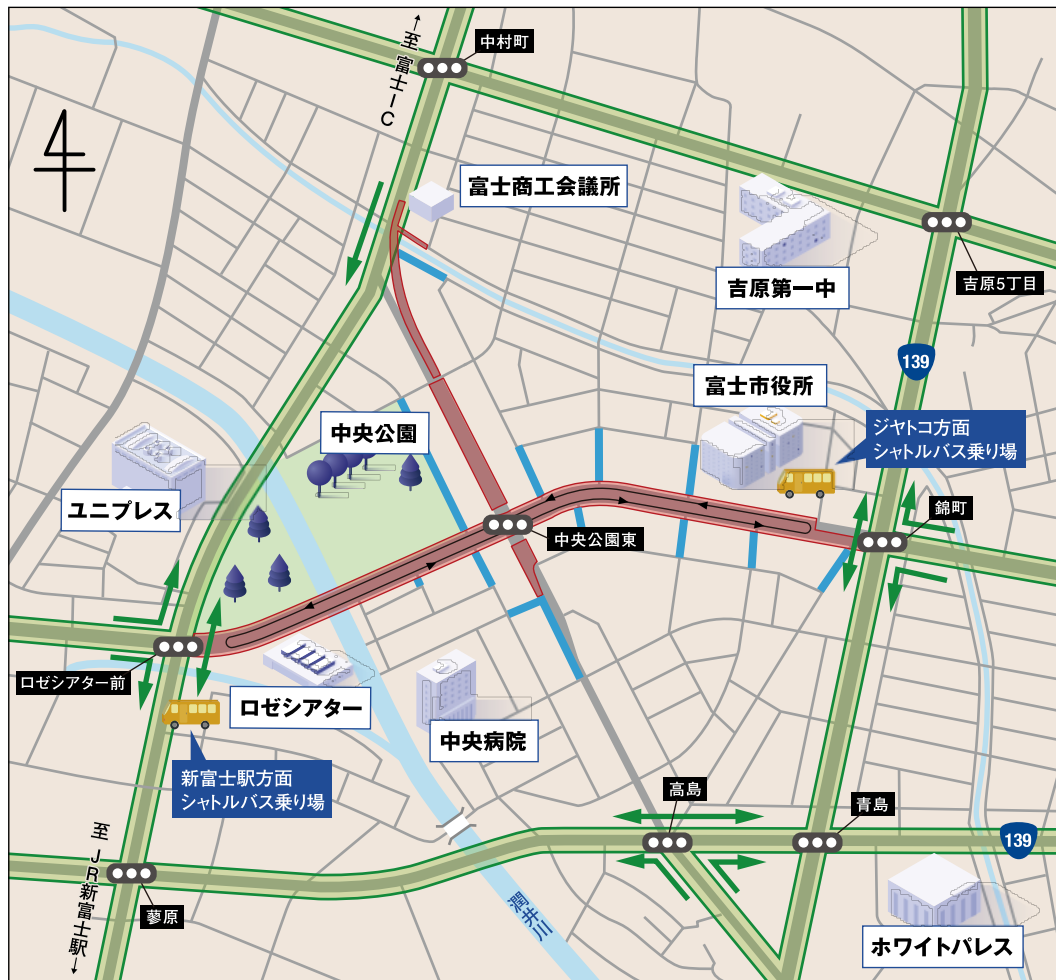 ←至 富士IC
中村町
富士商工会議所
吉原第一中
吉原5丁目
139
富士市役所
ジヤトコ方面
シャトルバス乗り場
中央公園
ユニプレス
錦町
中央公園東
ロゼシアター前
ロゼシアター
中央病院
新富士駅方面
シャトルバス乗り場
高島
青島
139
至 JR新富士駅→
蓼原
潤井川
ホワイトパレス